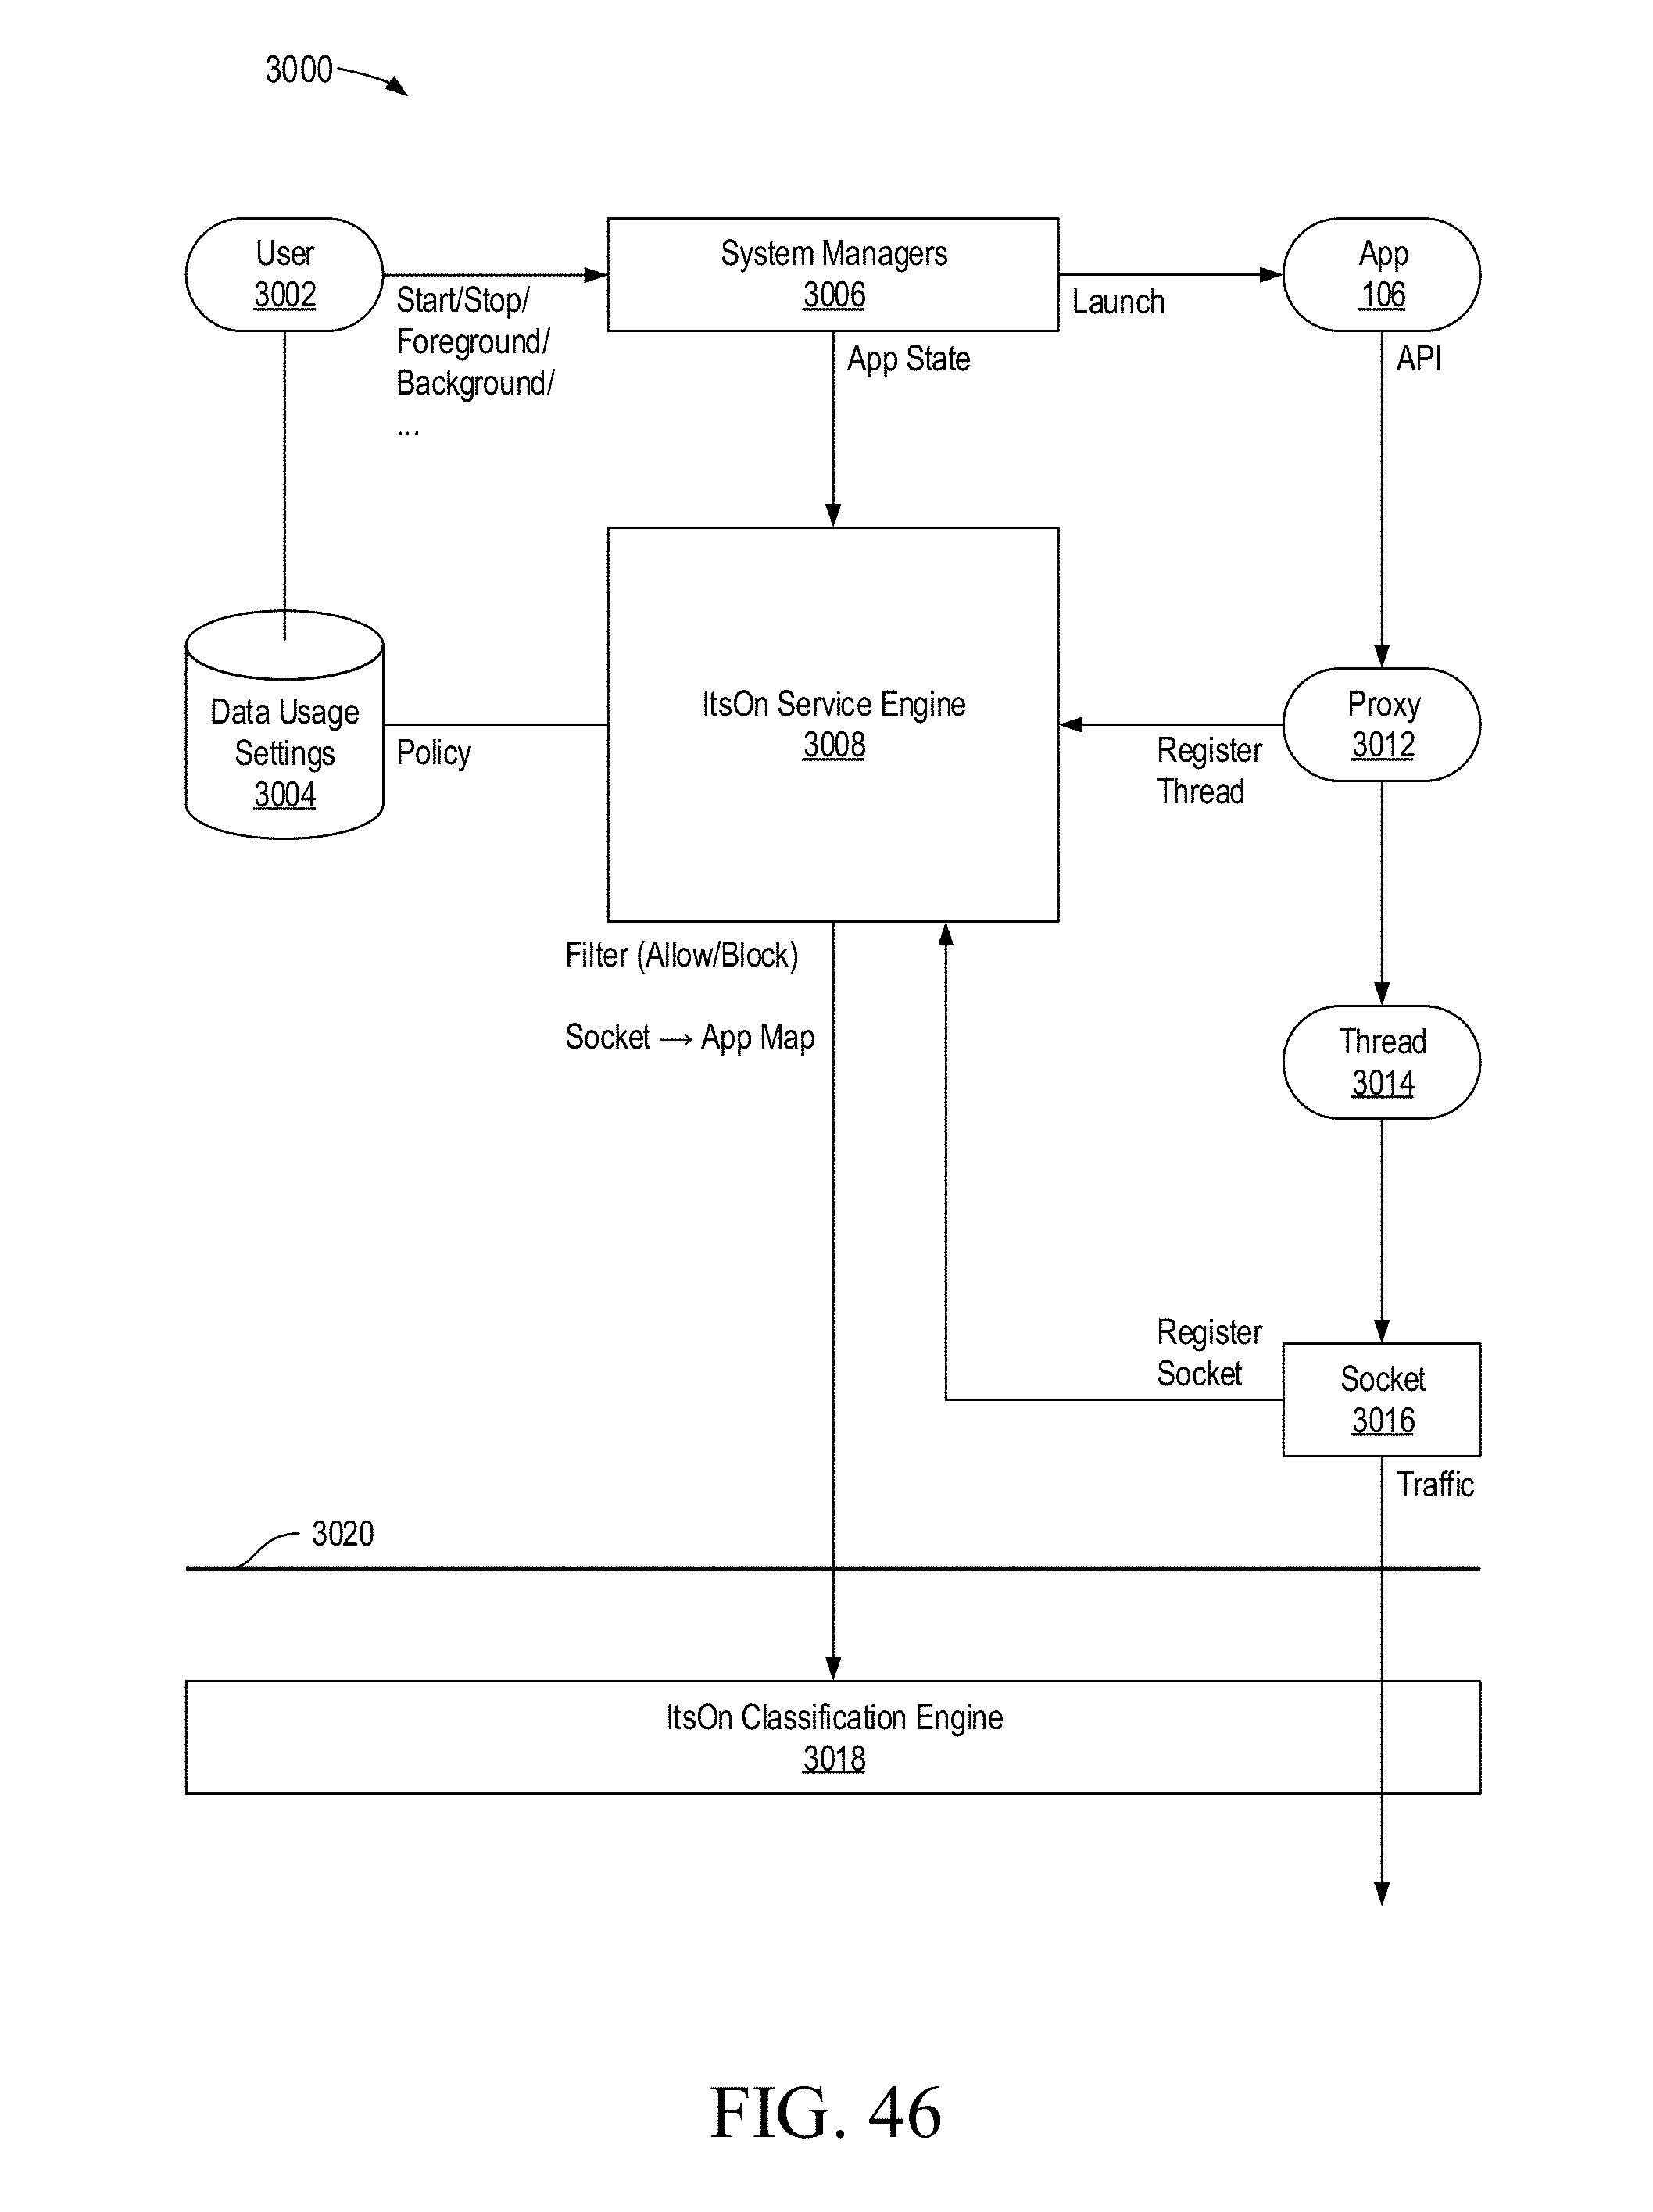 3000
User
3002
System Managers
3006
App
106
Start/Stop/
Foreground/
Background/
...
Launch
App State
API
Data Usage
Settings
3004
Policy
ItsOn Service Engine
3008
Proxy
3012
Register
Thread
Filter (Allow/Block)
Socket → App Map
Thread
3014
Register
Socket
Socket
3016
Traffic
3020
ItsOn Classification Engine
3018
FIG. 46